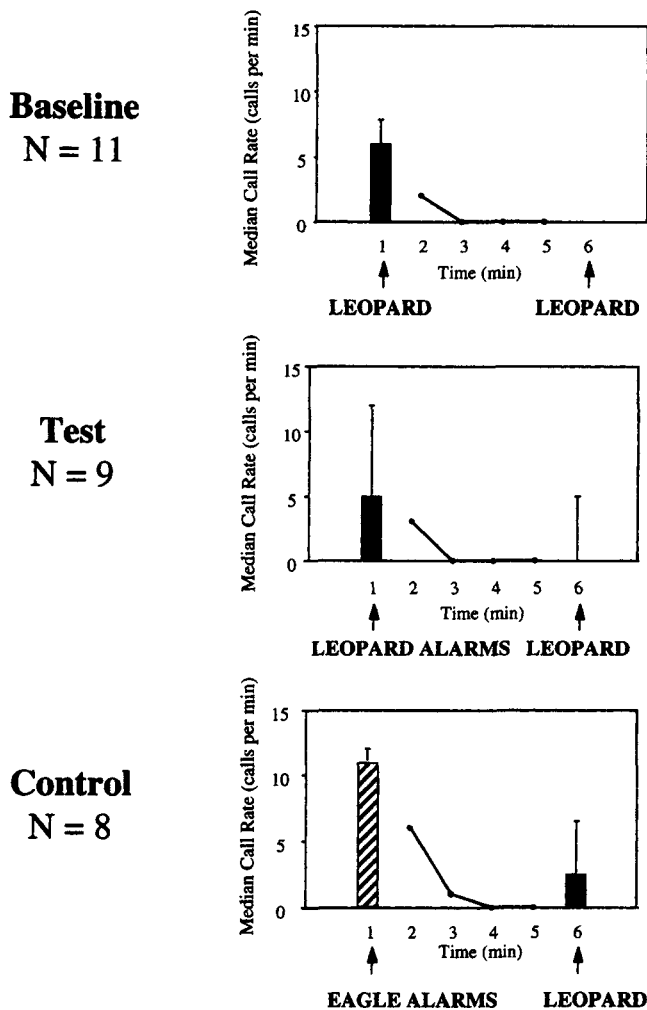 Baseline
N = 11
Median Call Rate (calls per min)
15
10
5
0
1 2 3 4 5 6
Time (min)
LEOPARD LEOPARD
Test
N = 9
Median Call Rate (calls per min)
15
10
5
0
1 2 3 4 5 6
Time (min)
LEOPARD ALARMS LEOPARD
Control
N = 8
Median Call Rate (calls per min)
15
10
5
0
1 2 3 4 5 6
Time (min)
EAGLE ALARMS LEOPARD